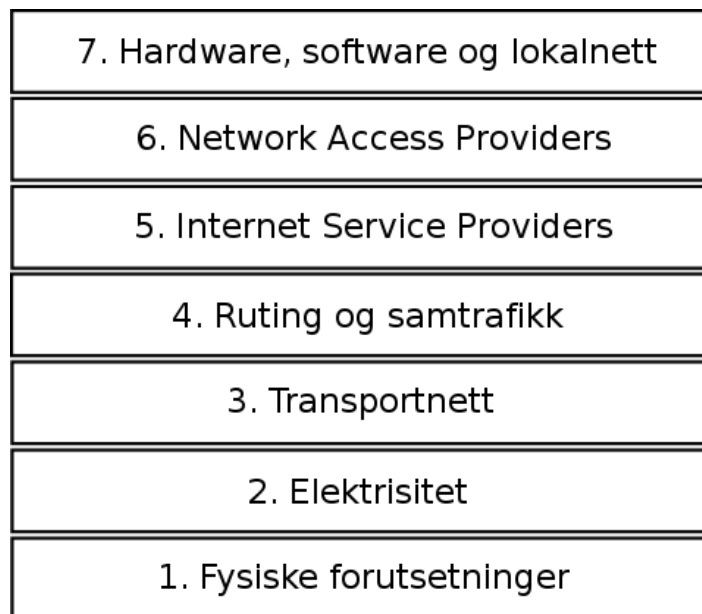 7. Hardware, software og lokalnett
6. Network Access Providers
5. Internet Service Providers
4. Ruting og samtrafikk
3. Transportnett
2. Elektrisitet
1. Fysiske forutsetninger